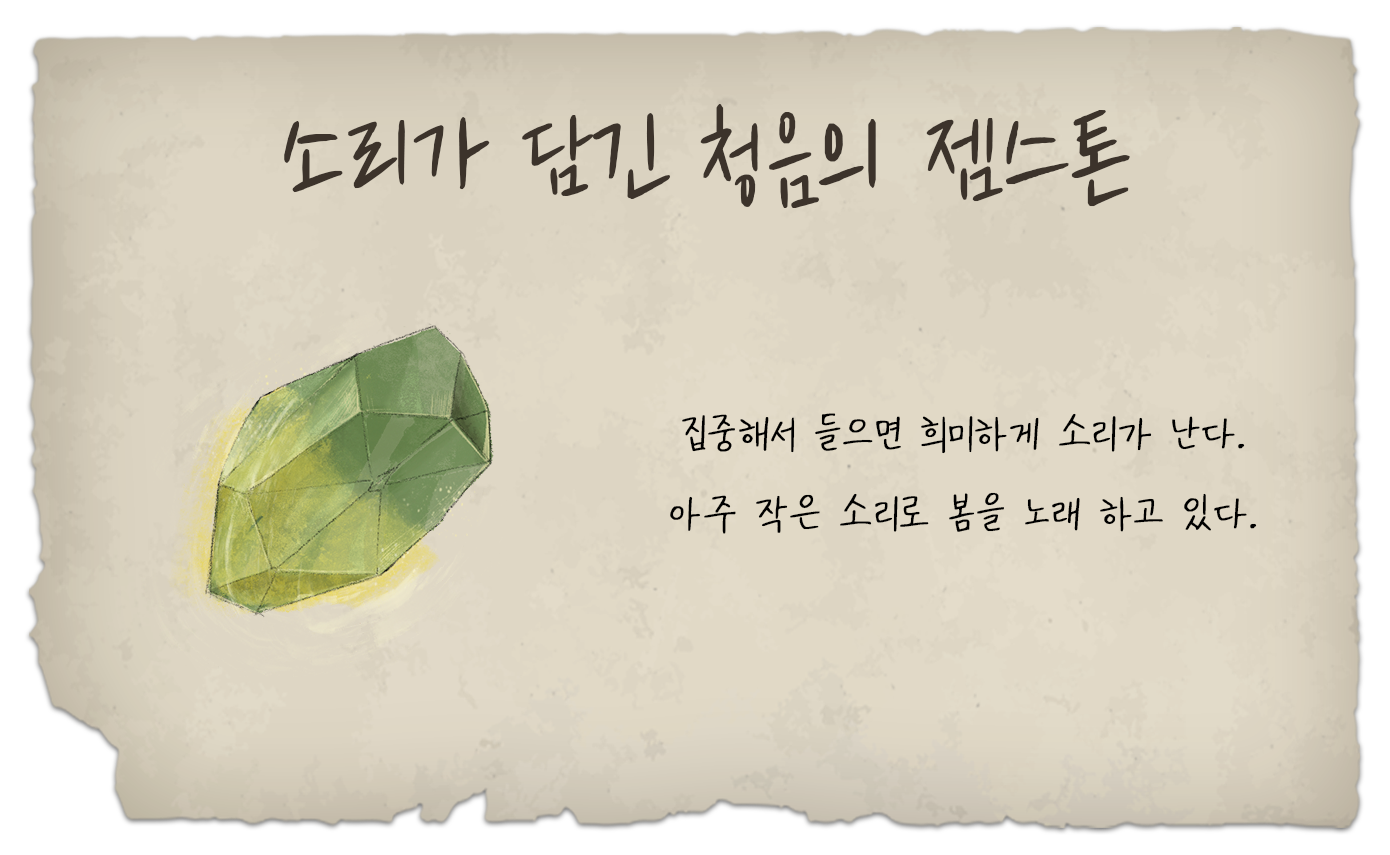 소리가 담긴 청음의 젬스톤
집중해서 들으면 희미하게 소리가 난다.
아주 작은 소리로 봄을 노래 하고 있다.